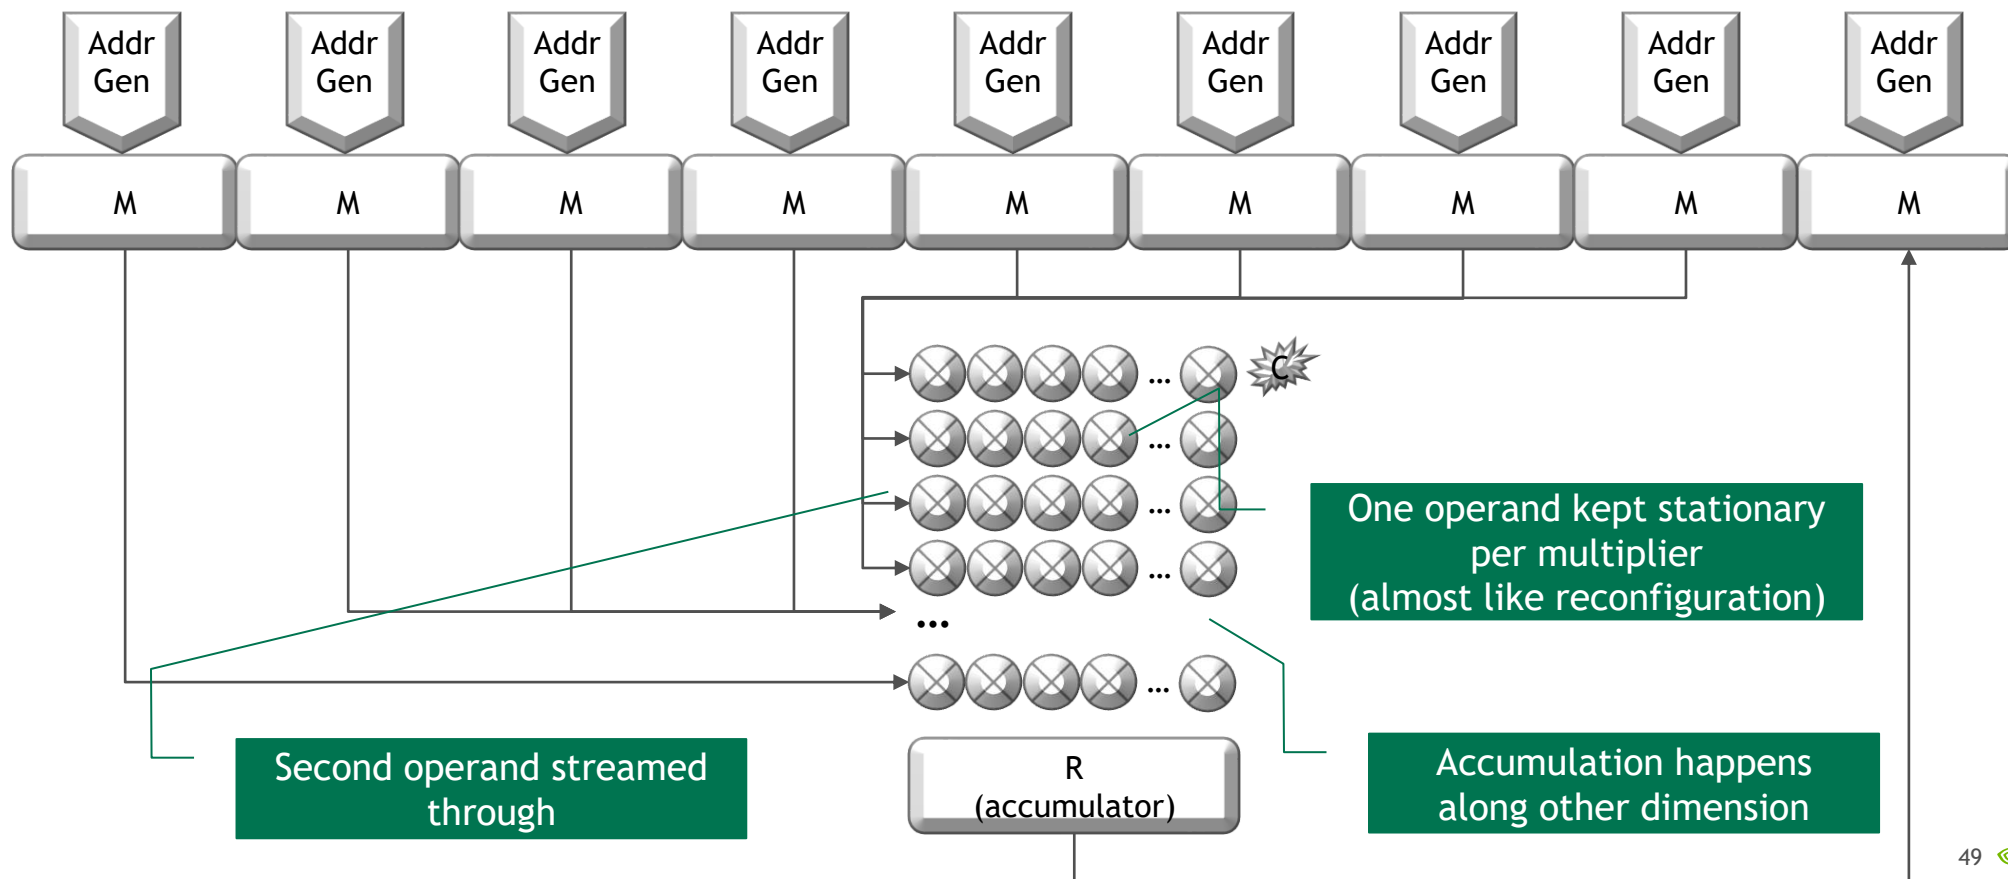 Addr
Gen
Addr
Gen
Addr
Gen
Addr
Gen
Addr
Gen
Addr
Gen
Addr
Gen
Addr
Gen
Addr
Gen
M
M
M
M
M
M
M
M
M
...
C
...
...
...
...
...
One operand kept stationary
per multiplier
(almost like reconfiguration)
Second operand streamed
through
R
(accumulator)
Accumulation happens
along other dimension
49